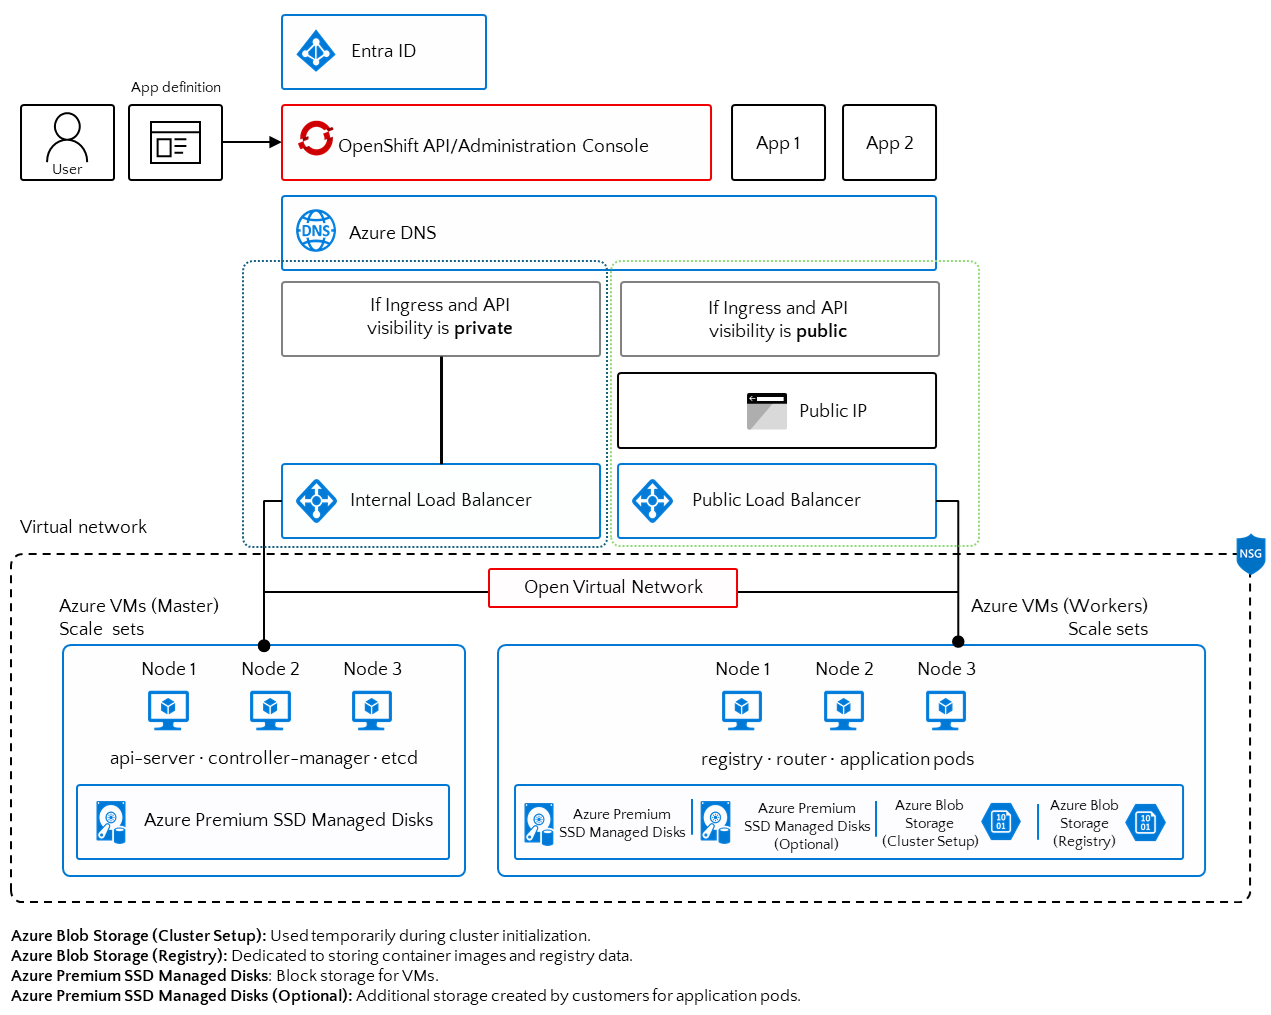 Entra ID
App definition
User
OpenShift API/Administration Console
App 1
App 2
DNS
Azure DNS
If Ingress and API
visibility is private
If Ingress and API
visibility is public
Public IP
Internal Load Balancer
Public Load Balancer
Virtual network
NSG
Open Virtual Network
Azure VMs (Master)
Scale sets
Azure VMs (Workers)
Scale sets
Node 1
Node 2
Node 3
api-server · controller-manager · etcd
Azure Premium SSD Managed Disks
Node 1
Node 2
Node 3
registry · router · application pods
Azure Premium
SSD Managed Disks
Azure Premium
SSD Managed Disks
(Optional)
Azure Blob
Storage
(Cluster Setup)
10
01
Azure Blob
Storage
(Registry)
10
01
Azure Blob Storage (Cluster Setup): Used temporarily during cluster initialization.
Azure Blob Storage (Registry): Dedicated to storing container images and registry data.
Azure Premium SSD Managed Disks: Block storage for VMs.
Azure Premium SSD Managed Disks (Optional): Additional storage created by customers for application pods.